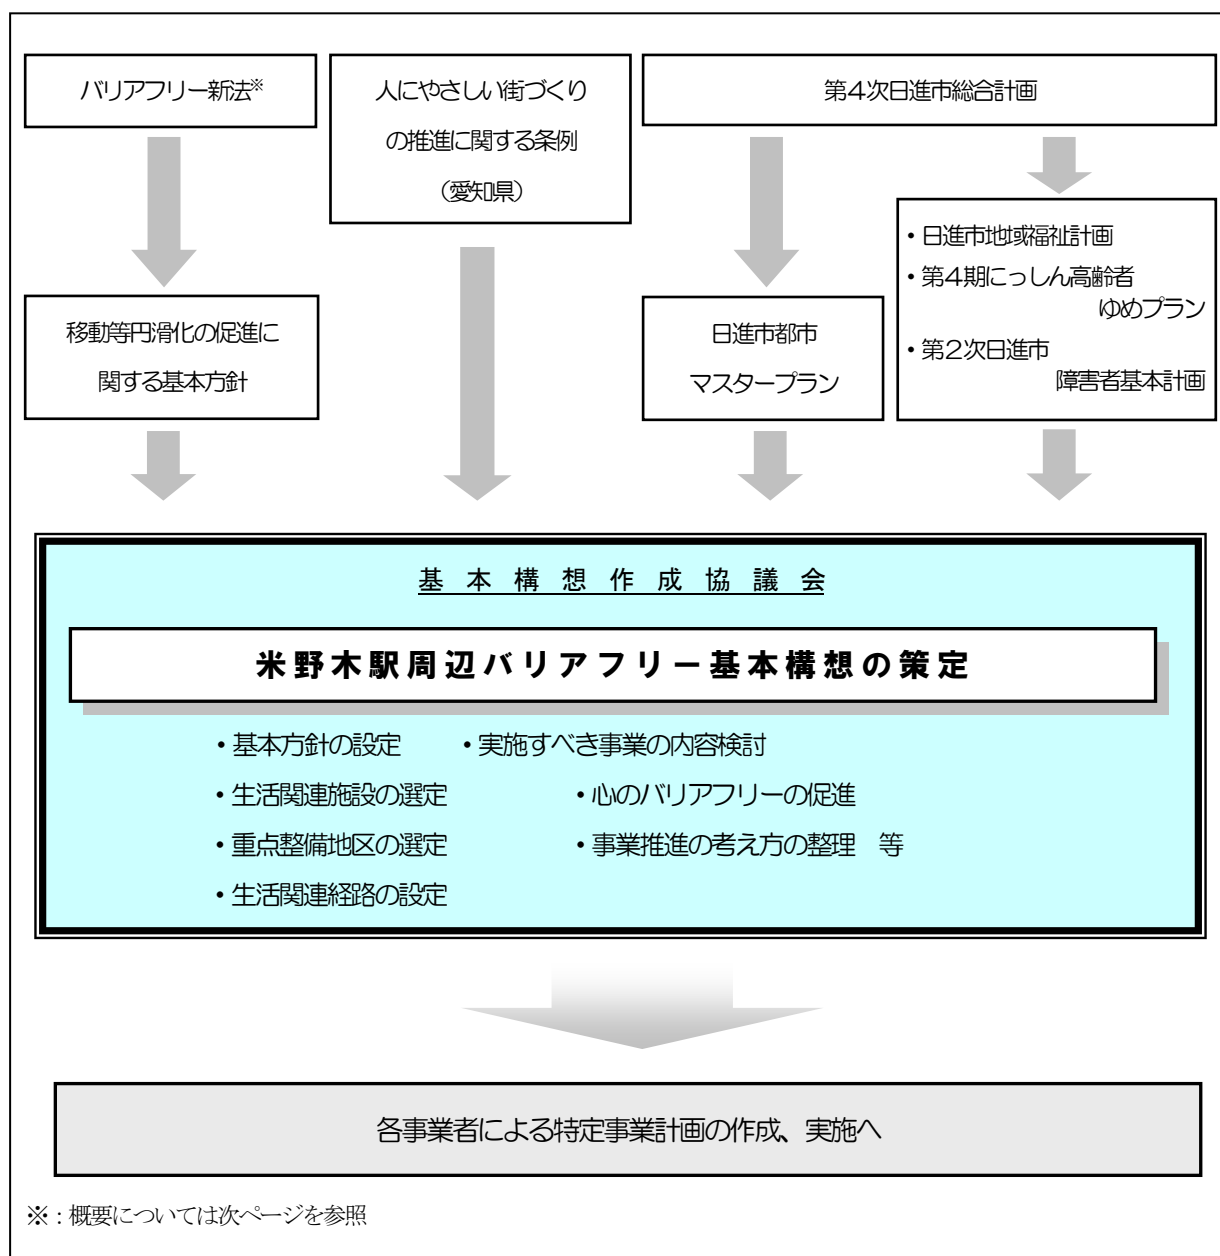 バリアフリー新法※
人にやさしい街づくり
の推進に関する条例
（愛知県）
第４次日進市総合計画
移動等円滑化の促進に
関する基本方針
日進市都市
マスタープラン
・日進市地域福祉計画
・第４期にっしん高齢者
ゆめプラン
・第２次日進市
障害者基本計画
基本構想作成協議会
米野木駅周辺バリアフリー基本構想の策定
・基本方針の設定　・実施すべき事業の内容検討
・生活関連施設の選定　・心のバリアフリーの促進
・重点整備地区の選定　・事業推進の考え方の整理　等
・生活関連経路の設定
各事業者による特定事業計画の作成、実施へ
※：概要については次ページを参照